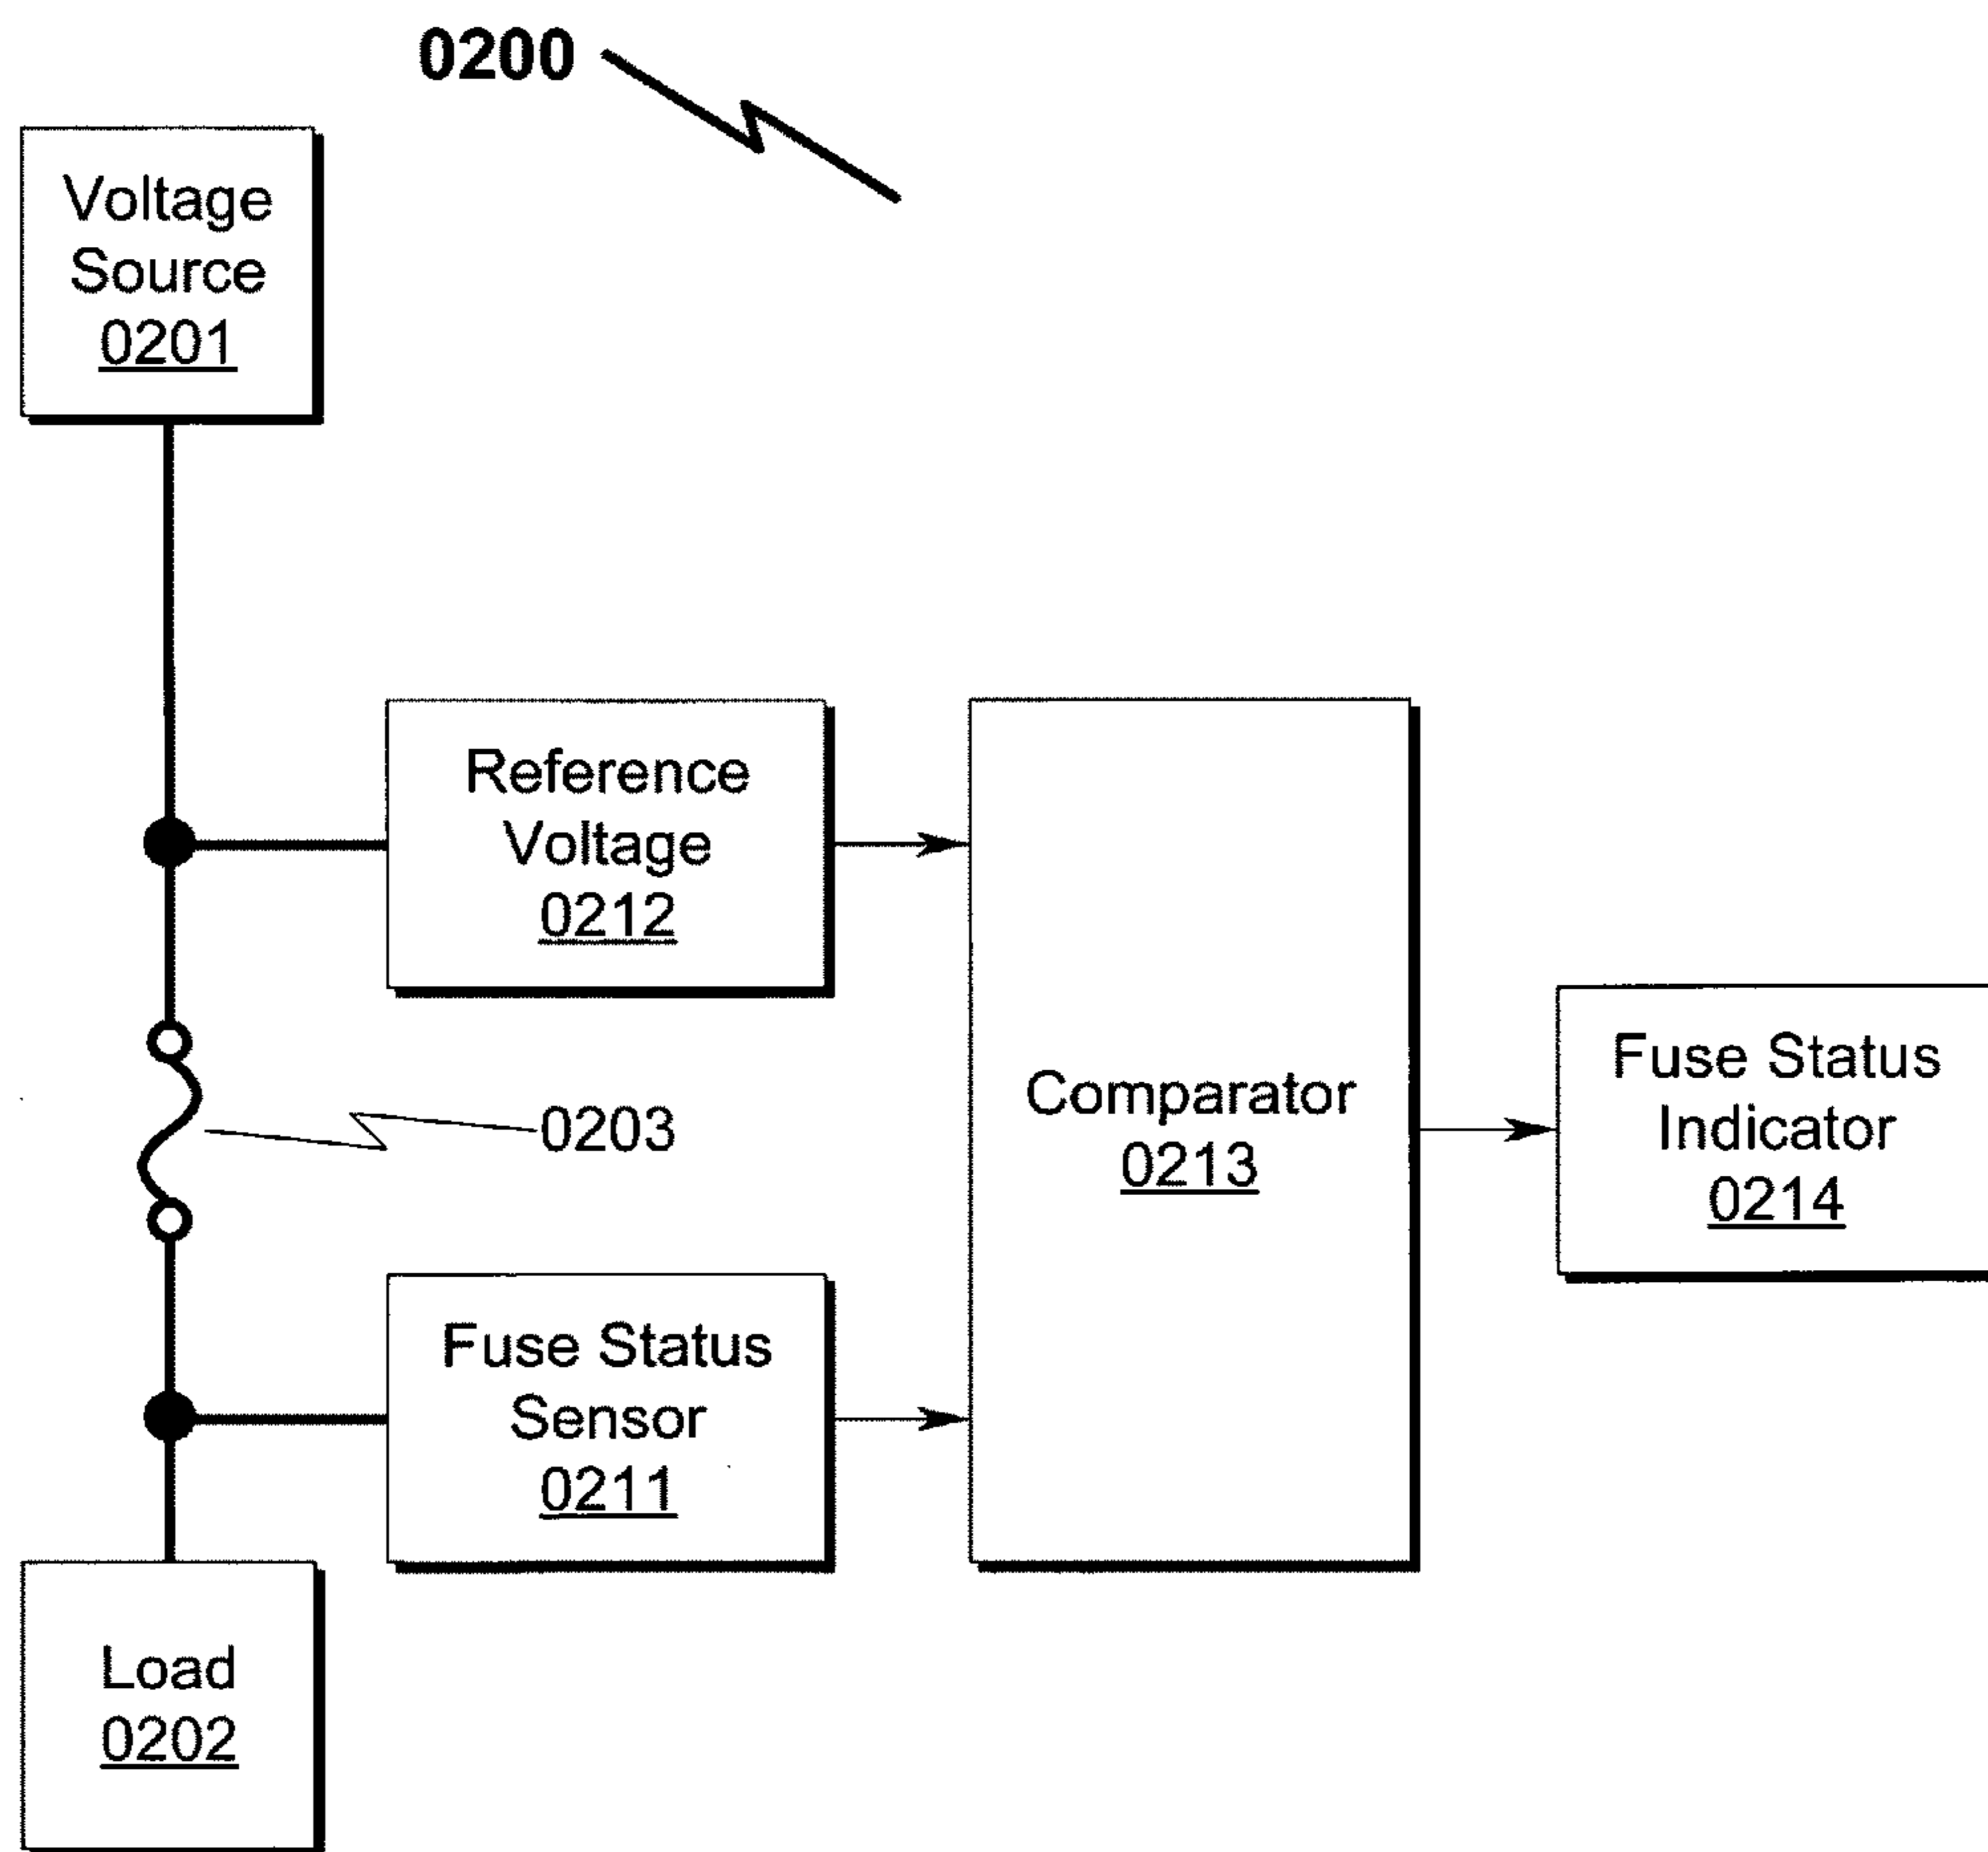 0200
Voltage
Source
0201
Reference
Voltage
0212
Comparator
0213
Fuse Status
Indicator
0214
0203
Fuse Status
Sensor
0211
Load
0202